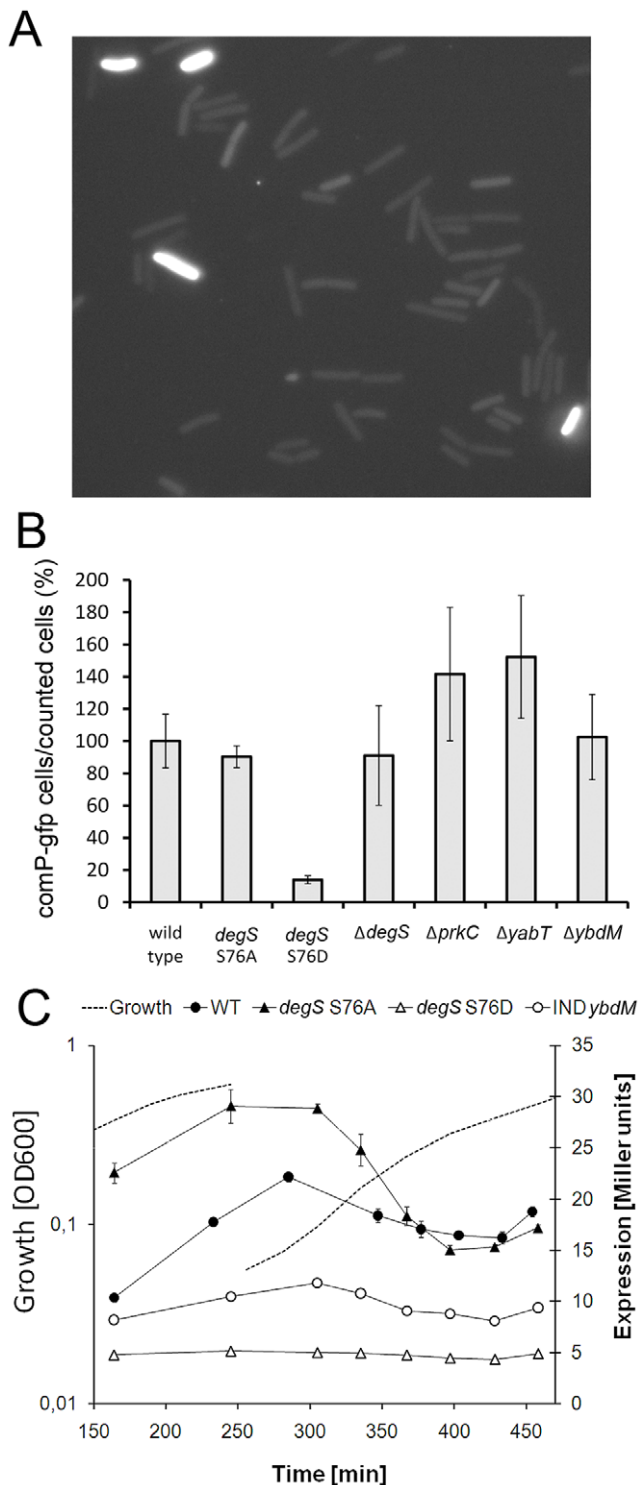 A
B
comP-gfp cells/counted cells (%)
200
180
160
140
120
100
80
60
40
20
0
wild type
degS S76A
degS S76D
ΔdegS
ΔprkC
ΔyabT
ΔybdM
C
Growth WT degS S76A degS S76D IND ybdM
Growth [OD600]
1
0,1
0,01
35
30
25
20
15
10
5
0
Expression [Miller units]
150 200 250 300 350 400 450
Time [min]